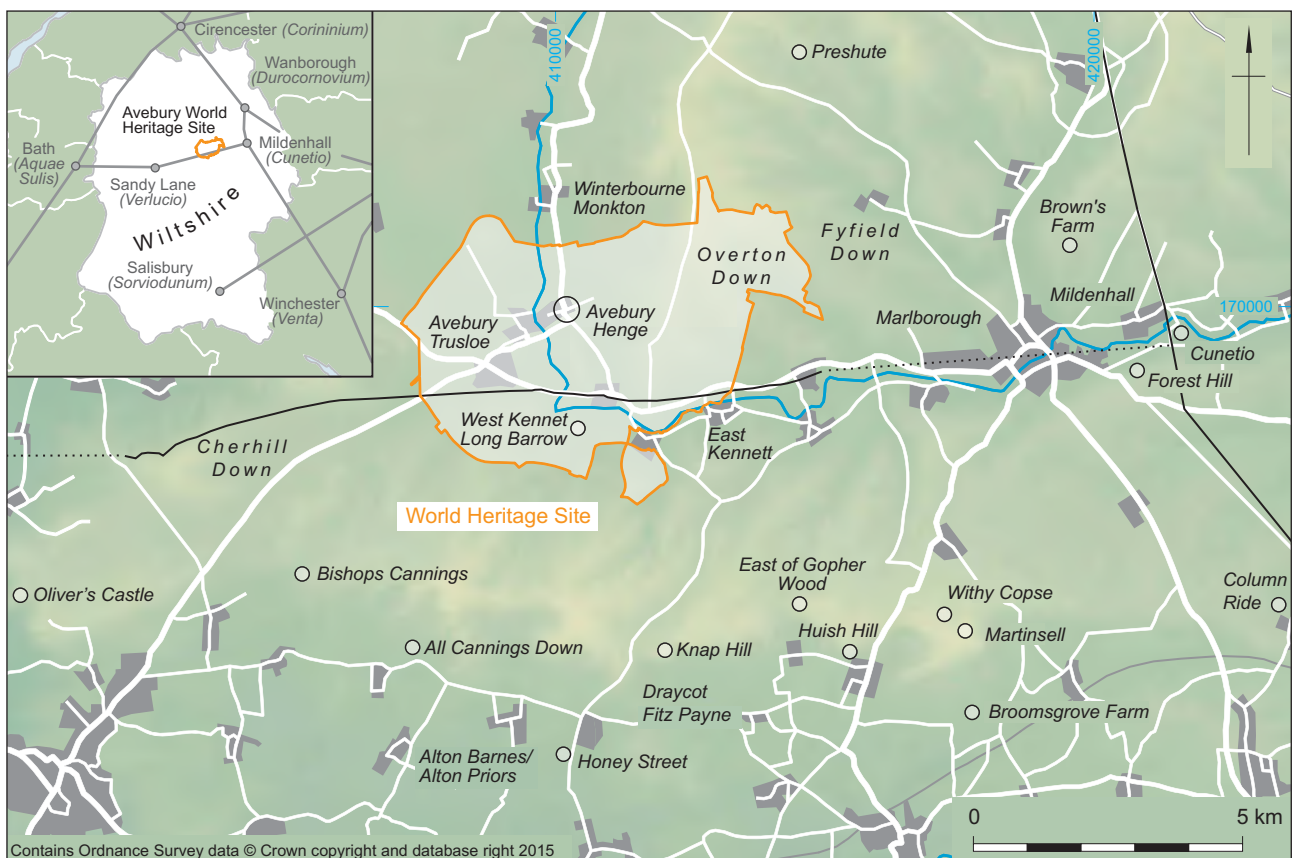 Cirencester (Corininium)
Wanborough
(Durocornovium)
Avebury World
Heritage Site
Bath
(Aquae
Sulis)
Mildenhall
(Cunetio)
Sandy Lane
(Verlucio)
Wiltshire
Salisbury
(Sorviodunum)
Winchester
(Venta)
410000
420000
Preshute
Winterbourne
Monkton
Brown's
Farm
Fyfield
Down
Overton
Down
Mildenhall
170000
Avebury
Trusloe
Avebury
Henge
Marlborough
Cunetio
Forest Hill
West Kennet
Long Barrow
East
Kennett
Cherhill
Down
World Heritage Site
Bishops Cannings
Oliver's Castle
East of Gopher
Wood
Withy Copse
Column
Ride
Huish Hill
Martinsell
All Cannings Down
Knap Hill
Draycot
Fitz Payne
Broomsgrove Farm
Alton Barnes/
Alton Priors
Honey Street
0
5 km
Contains Ordnance Survey data © Crown copyright and database right 2015